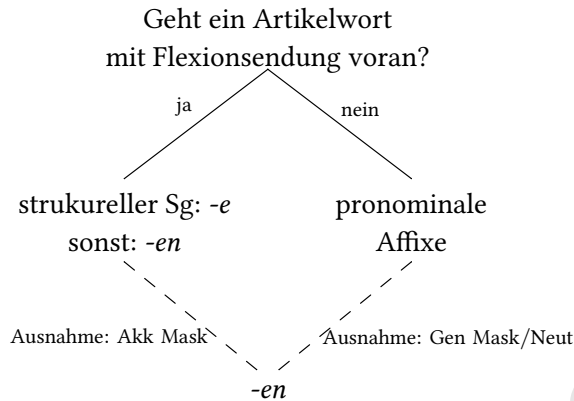 Geht ein Artikelwort
mit Flexionsendung voran?
ja
nein
strukureller Sg: -e
sonst: -en
pronominale
Affixe
Ausnahme: Akk Mask
Ausnahme: Gen Mask/Neut
-en